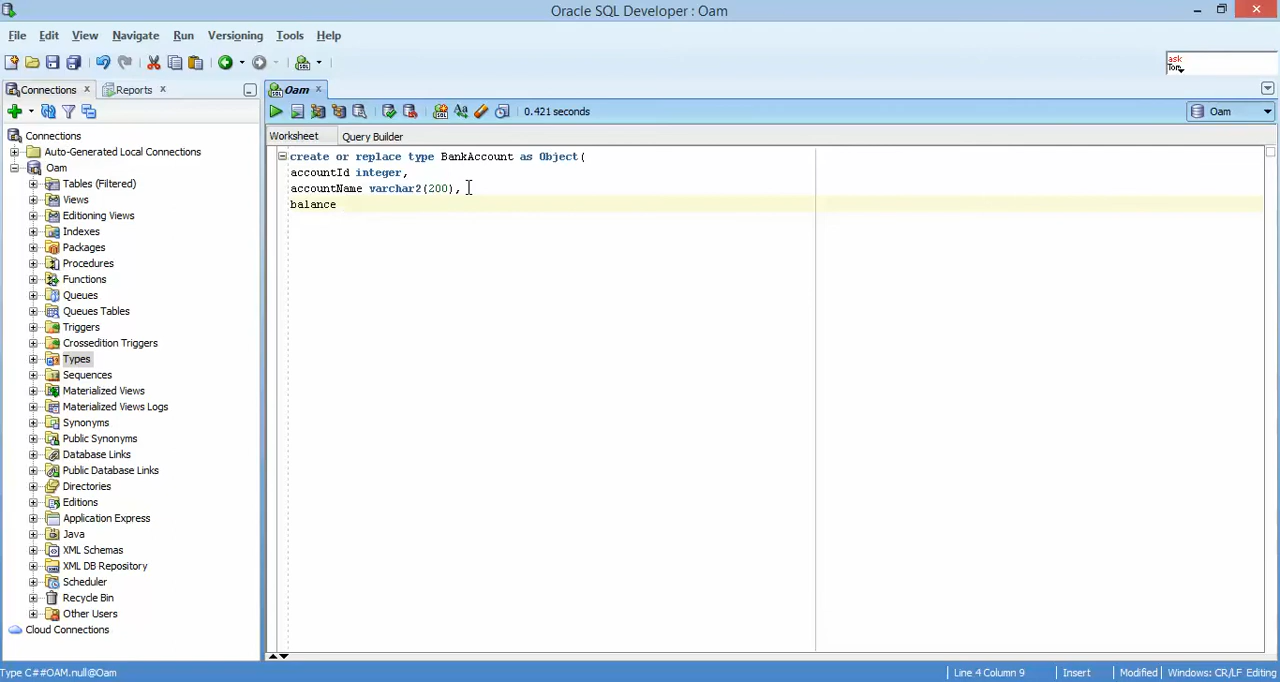 Oracle SQL Developer : Oam
File Edit View Navigate Run Versioning Tools Help
ask
Tom
Connections Reports Oam
0.421 seconds Oam
Worksheet Query Builder
Connections
Auto-Generated Local Connections
Oam
Tables (Filtered)
Views
Editioning Views
Indexes
Packages
Procedures
Functions
Queues
Queues Tables
Triggers
Crossedition Triggers
Types
Sequences
Materialized Views
Materialized Views Logs
Synonyms
Public Synonyms
Database Links
Public Database Links
Directories
Editions
Application Express
Java
XML Schemas
XML DB Repository
Scheduler
Recycle Bin
Other Users
Cloud Connections
create or replace type BankAccount as Object(
accountId integer,
accountName varchar2(200),
balance
Type C##OAM.null@Oam Line 4 Column 9 Insert Modified Windows: CR/LF Editing